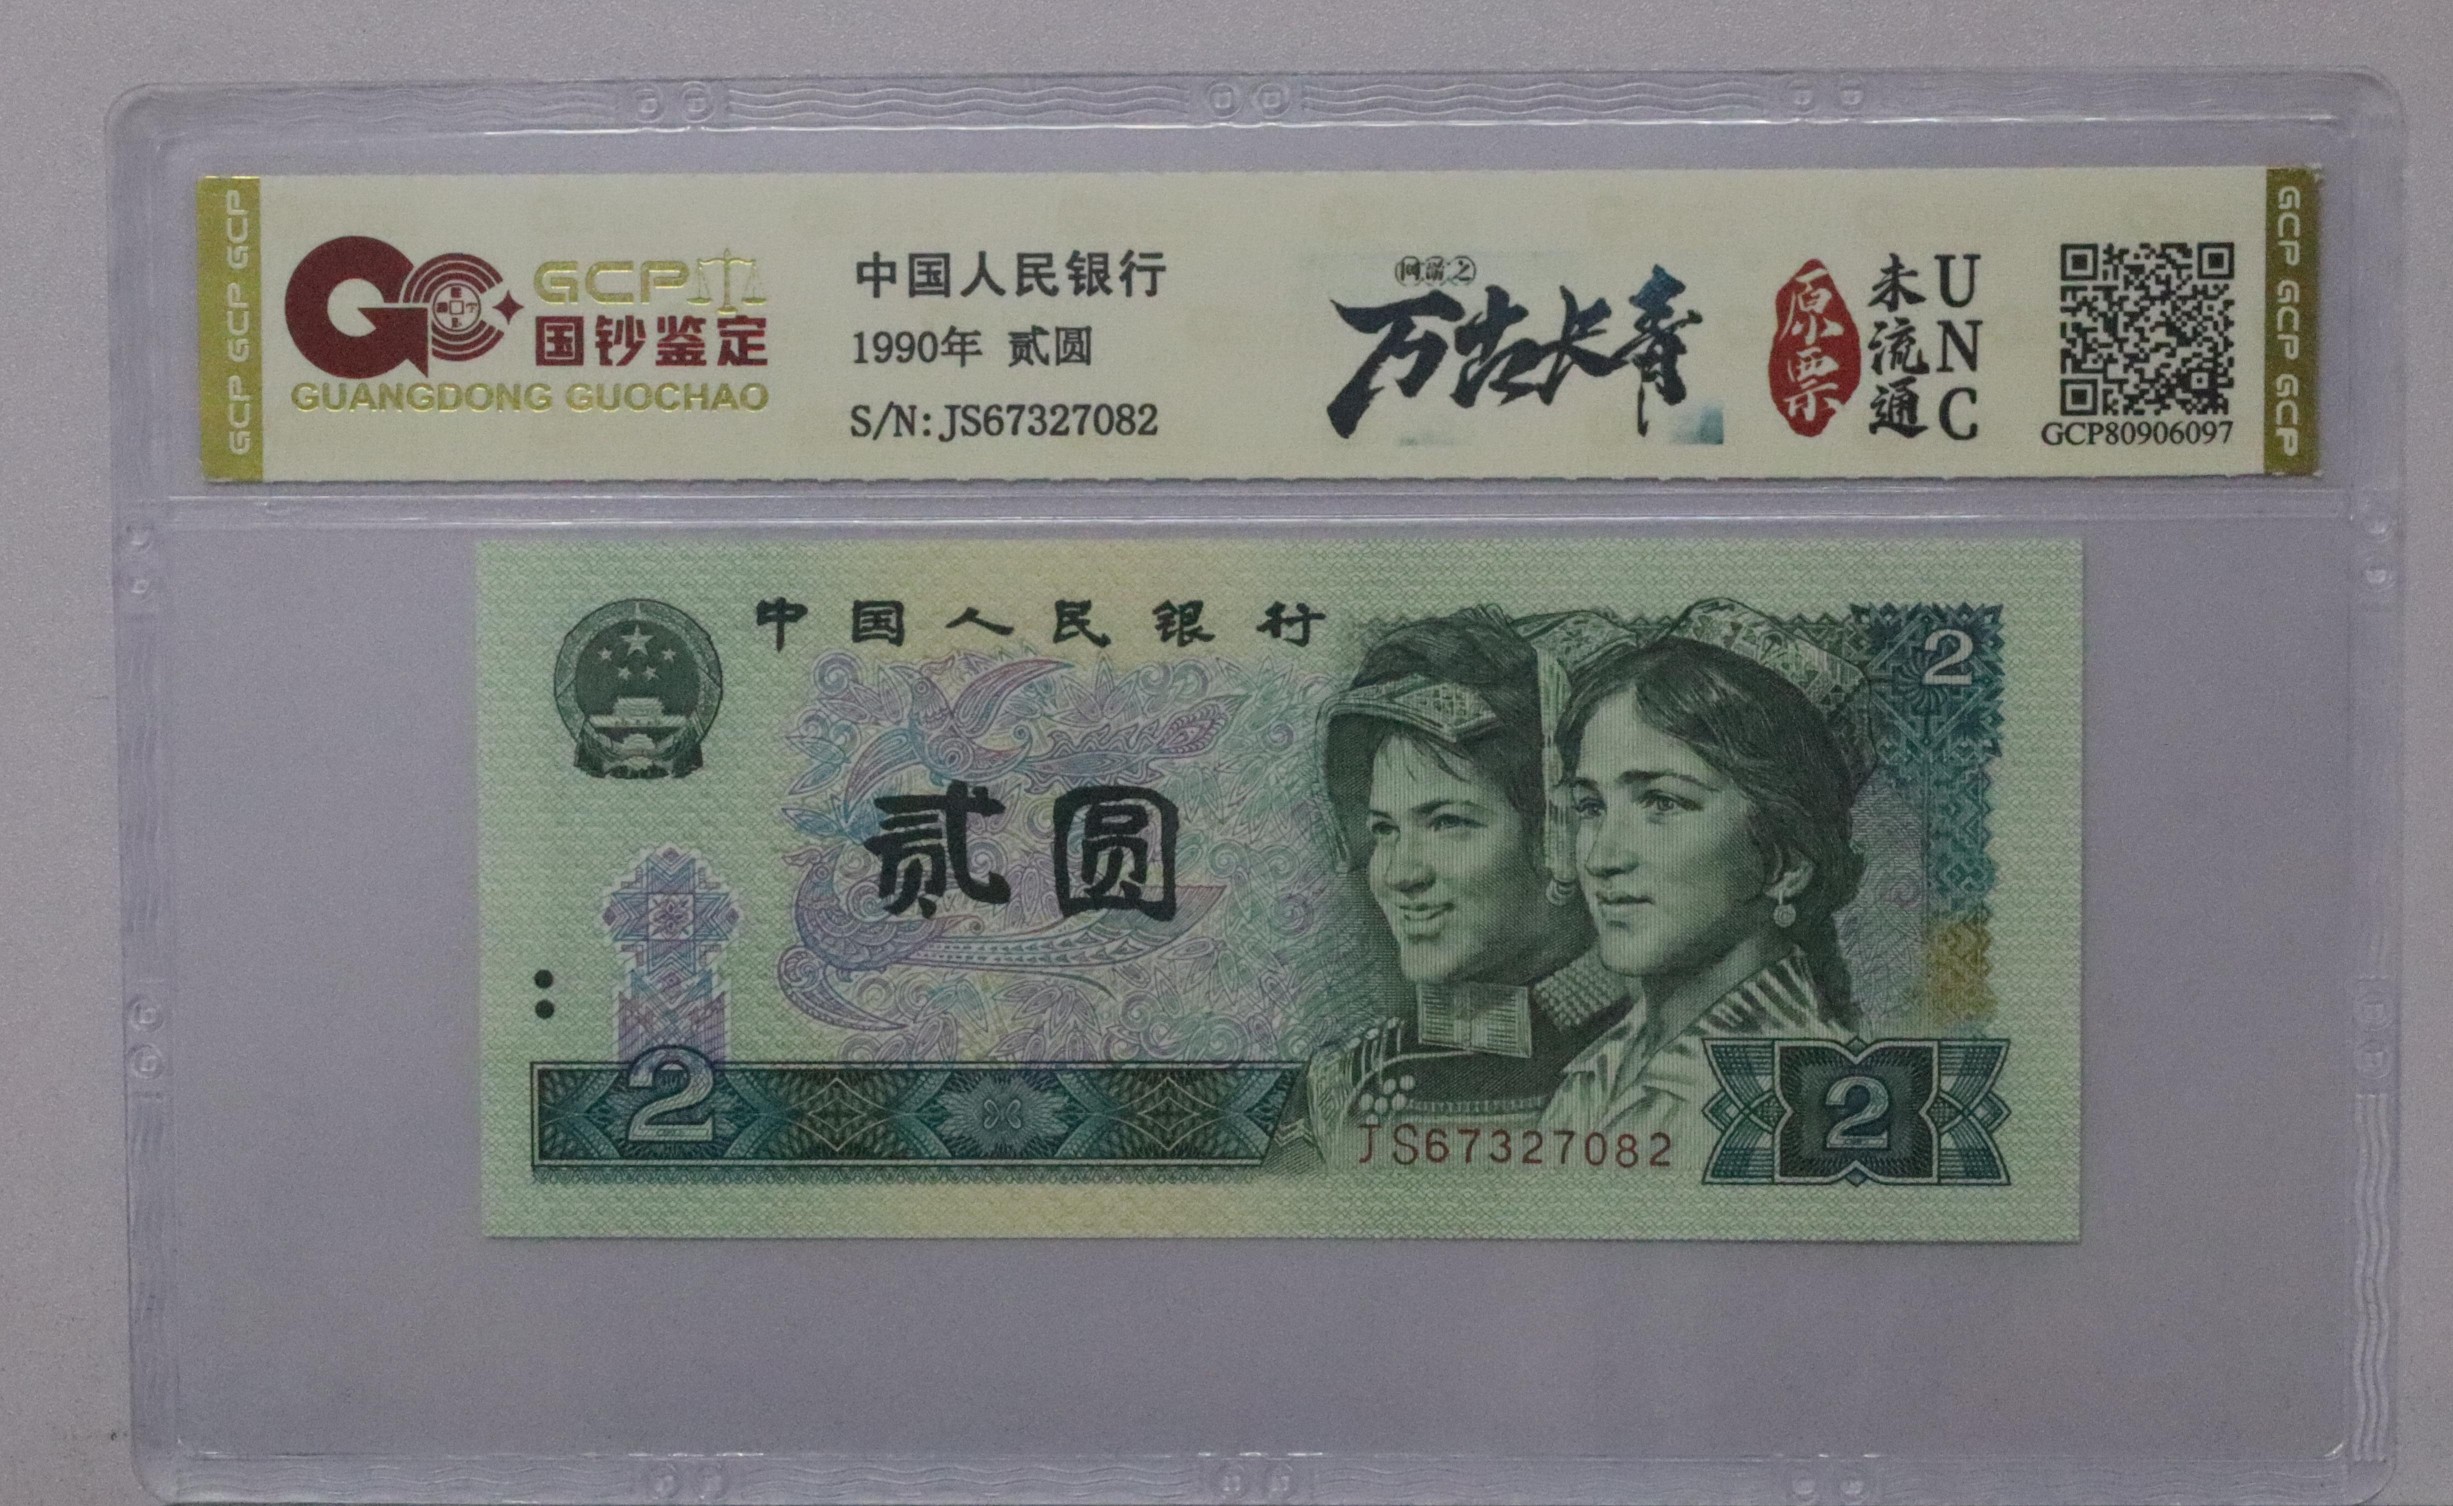 GCP GCP GCP
GCP
国钞鉴定
GUANGDONG GUOCHAO
中国人民银行
1990年 贰圆
S/N:JS67327082
万古长青
原票
未流通
UNC
GCP80906097
GCP GCP GCP
中国人民银行
2
贰圆
2
JS67327082
2